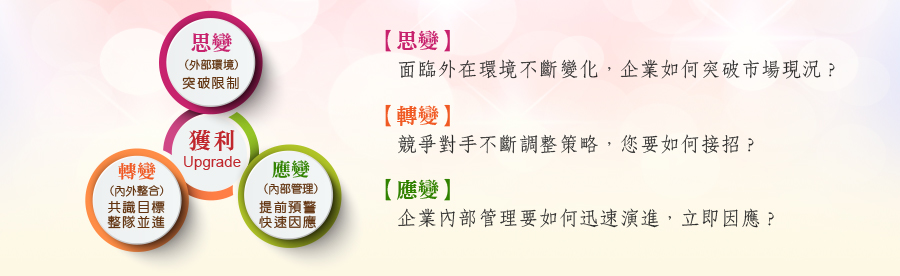 思變
(外部環境)
突破限制
獲利
Upgrade
轉變
(內外整合)
共識目標
整隊並進
應變
(內部管理)
提前預警
快速因應
【思變】
面臨外在環境不斷變化，企業如何突破市場現況？
【轉變】
競爭對手不斷調整策略，您要如何接招？
【應變】
企業內部管理要如何迅速演進，立即因應？